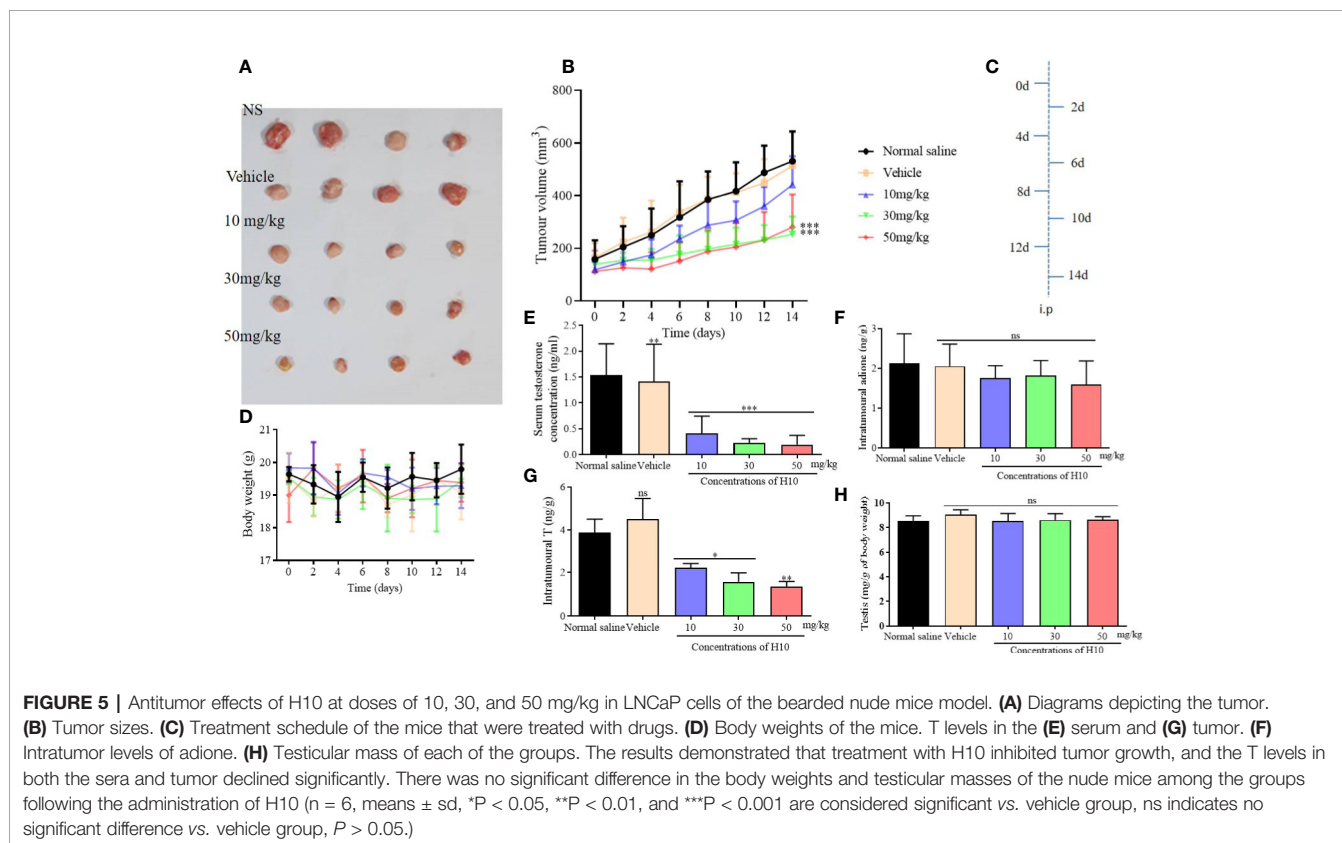 A
NS
Vehicle
10 mg/kg
30mg/kg
50mg/kg
B
Tumour volume (mm³)
800
600
400
200
0
0 2 4 6 8 10 12 14
Time (days)
***
***
Normal saline
Vehicle
10mg/kg
30mg/kg
50mg/kg
C
0d
2d
4d
6d
8d
10d
12d
14d
i.p
D
Body weight (g)
21
20
19
18
17
0 2 4 6 8 10 12 14
Time (days)
E
Serum testosterone
concentration (ng/ml)
2.5
2.0
1.5
1.0
0.5
0.0
**
***
Normal saline Vehicle 10 30 50 mg/kg
Concentrations of H10
F
Intratumoural adione (ng/g)
4
3
2
1
0
ns
Normal saline Vehicle 10 30 50 mg/kg
Concentrations of H10
G
Intratumoural T (ng/g)
6
4
2
0
ns
*
**
Normal saline Vehicle 10 30 50 mg/kg
Concentrations of H10
H
Testis (mg/g of body weight)
10
8
6
4
2
0
ns
Normal saline Vehicle 10 30 50 mg/kg
Concentrations of H10
FIGURE 5 | Antitumor effects of H10 at doses of 10, 30, and 50 mg/kg in LNCaP cells of the bearded nude mice model. (A) Diagrams depicting the tumor.
(B) Tumor sizes. (C) Treatment schedule of the mice that were treated with drugs. (D) Body weights of the mice. T levels in the (E) serum and (G) tumor. (F)
Intratumor levels of adione. (H) Testicular mass of each of the groups. The results demonstrated that treatment with H10 inhibited tumor growth, and the T levels in
both the sera and tumor declined significantly. There was no significant difference in the body weights and testicular masses of the nude mice among the groups
following the administration of H10 (n = 6, means ± sd, *P < 0.05, **P < 0.01, and ***P < 0.001 are considered significant vs. vehicle group, ns indicates no
significant difference vs. vehicle group, P > 0.05.)